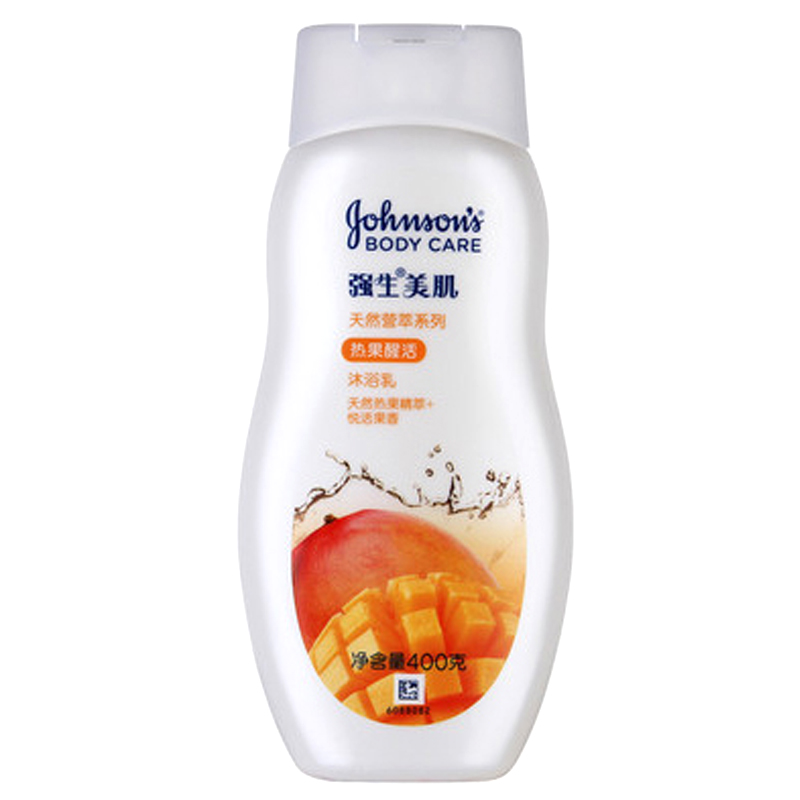 Johnson's®
BODY CARE
强生®美肌
天然营萃系列
热果醒活
沐浴乳
天然热果精萃+
悦活果香
净含量400克
6088082